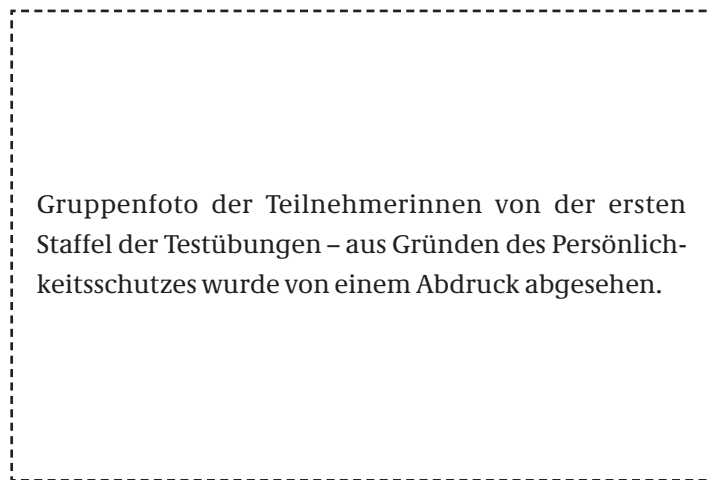 Gruppenfoto der Teilnehmerinnen von der ersten
Staffel der Testübungen – aus Gründen des Persönlich-
keitsschutzes wurde von einem Abdruck abgesehen.